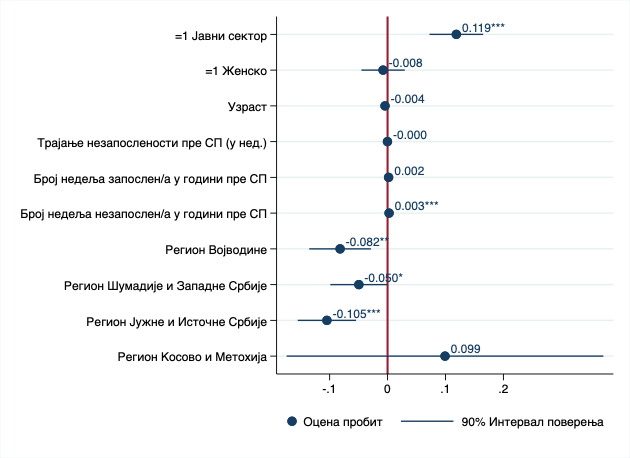 =1 Јавни сектор
0.119***
=1 Женско
-0.008
Узраст
-0.004
Трајање незапослености пре СП (у нед.)
-0.000
Број недеља запослен/а у години пре СП
0.002
Број недеља незапослен/а у години пре СП
0.003***
Регион Војводине
-0.082**
Регион Шумадије и Западне Србије
-0.050*
Регион Јужне и Источне Србије
-0.105***
Регион Косово и Метохија
0.099
-.1 0 .1 .2
Оцена пробит 90% Интервал поверења